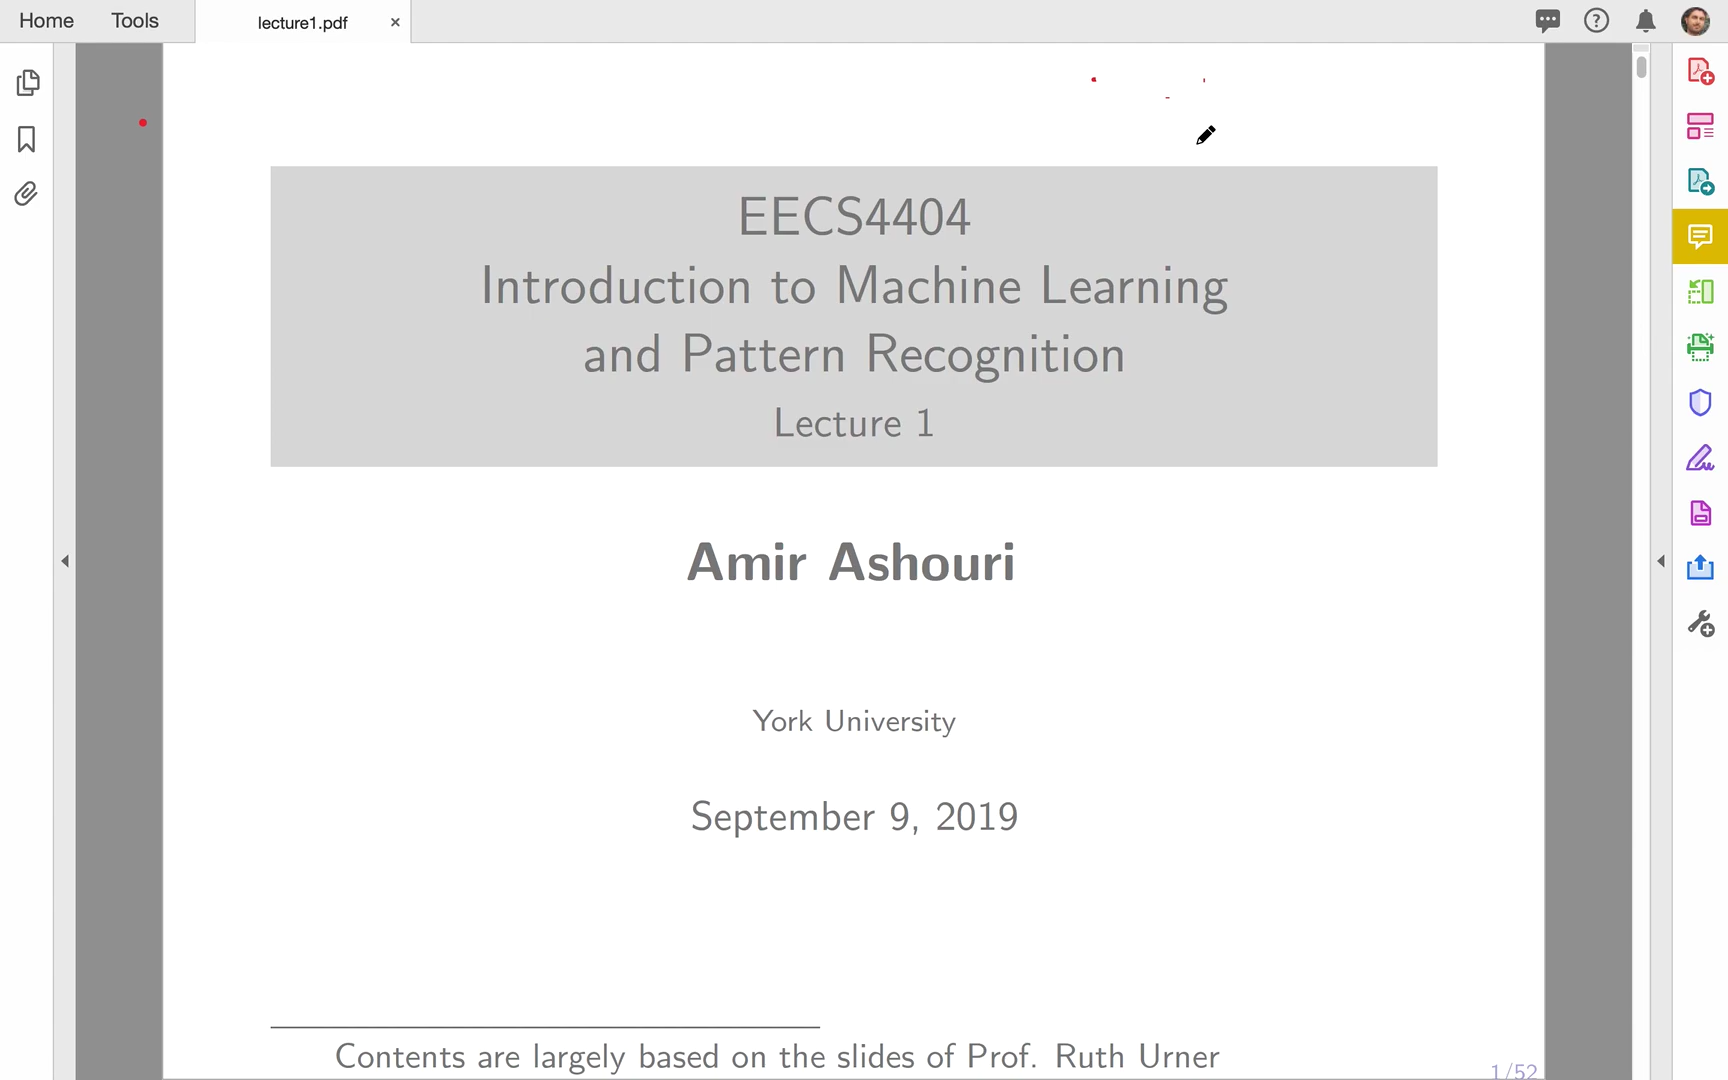 Home Tools lecture1.pdf ×
EECS4404
Introduction to Machine Learning
and Pattern Recognition
Lecture 1
Amir Ashouri
York University
September 9, 2019
Contents are largely based on the slides of Prof. Ruth Urner
1/52